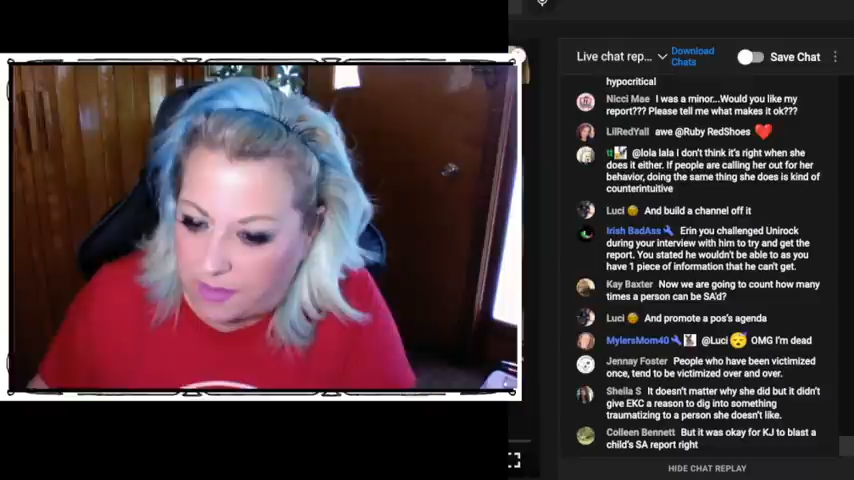 Live chat rep...
Download
Chats
Save Chat
hypocritical
Nicci Mae I was a minor...Would you like my
report??? Please tell me what makes it ok???
LilRedYall awe @Ruby RedShoes
tt @lola lala I don't think it's right when she
does it either. If people are calling her out for her
behavior, doing the same thing she does is kind of
counterintuitive
Luci And build a channel off it
Irish BadAss Erin you challenged Unirock
during your interview with him to try and get the
report. You stated he wouldn't be able to as you
have 1 piece of information that he can't get.
Kay Baxter Now we are going to count how many
times a person can be SA'd?
Luci And promote a pos's agenda
MylersMom40 @Luci OMG I'm dead
Jennay Foster People who have been victimized
once, tend to be victimized over and over.
Sheila S It doesn't matter why she did but it didn't
give EKC a reason to dig into something
traumatizing to a person she doesn't like.
Colleen Bennett But it was okay for KJ to blast a
child's SA report right
HIDE CHAT REPLAY